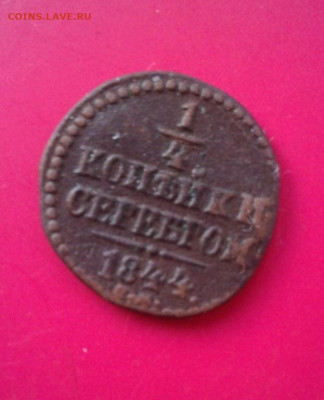 COINS.LAVE.RU
1
4
КОПѢЙКИ
СЕРЕБРОМ
1844.